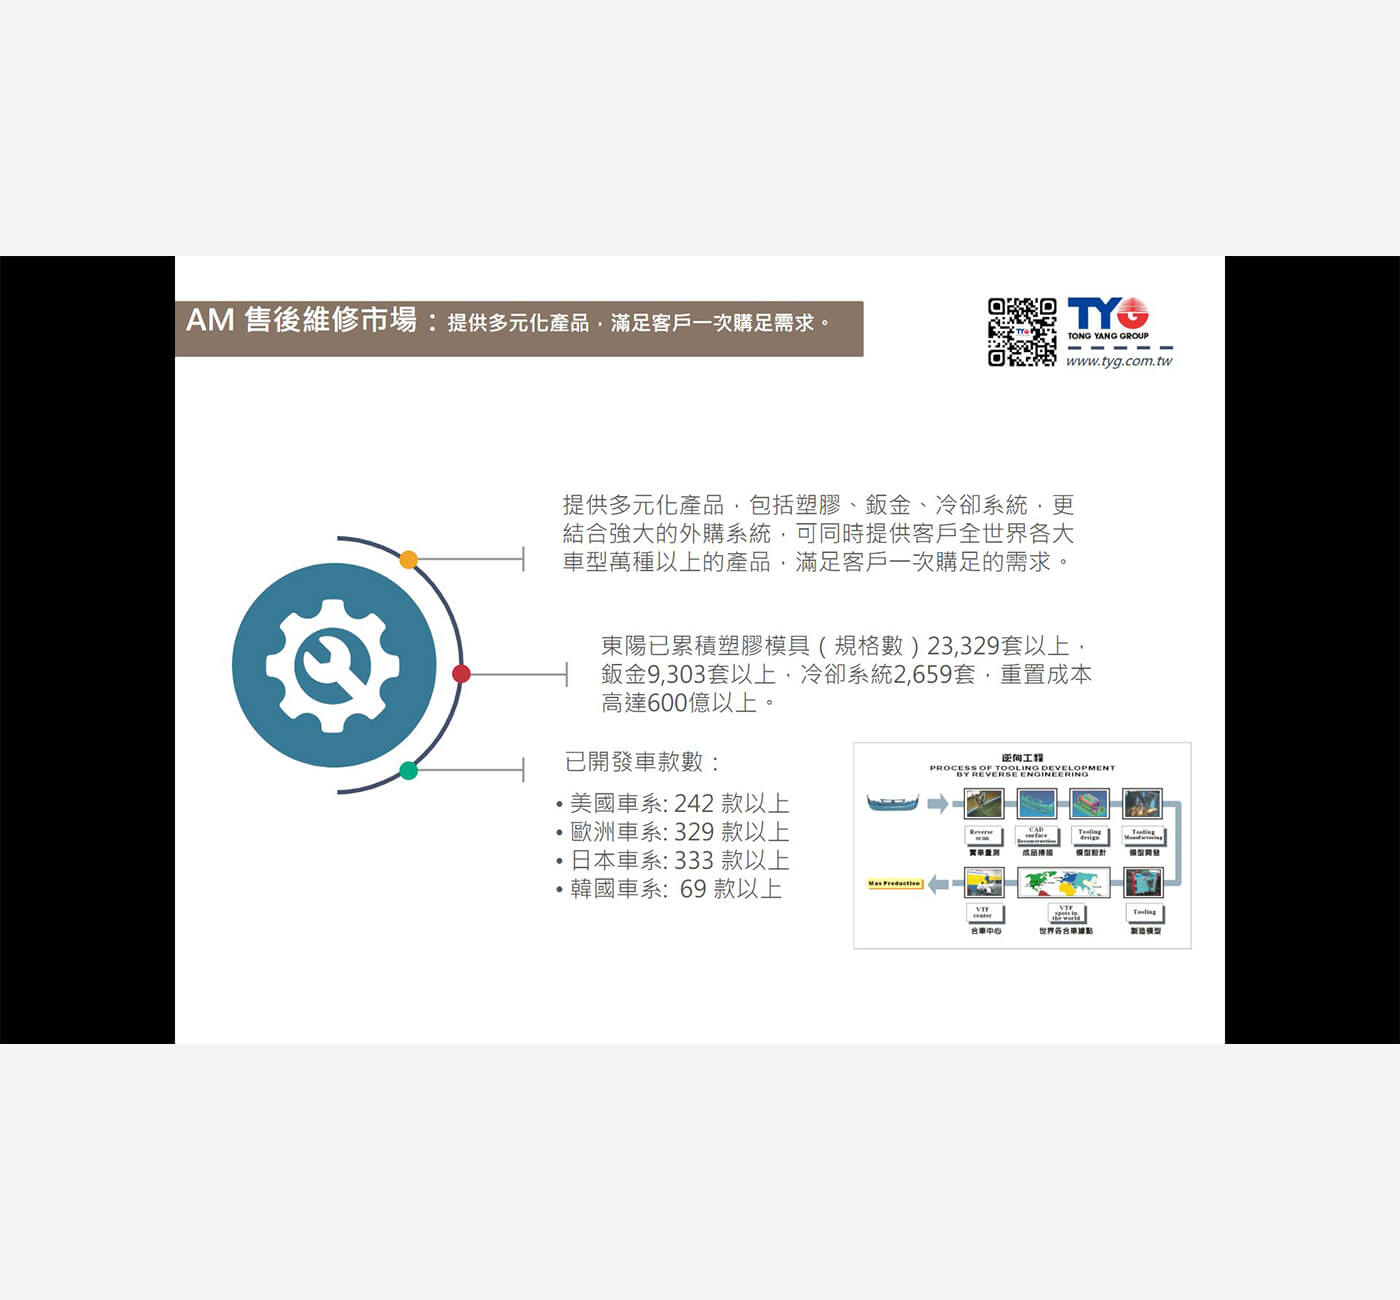 AM 售後維修市場：提供多元化產品，滿足客戶一次購足需求。
TYG
TONG YANG GROUP
www.tyg.com.tw
提供多元化產品，包括塑膠、鈑金、冷卻系統，更
結合強大的外購系統，可同時提供客戶全世界各大
車型萬種以上的產品，滿足客戶一次購足的需求。
東陽已累積塑膠模具（規格數）23,329套以上，
鈑金9,303套以上，冷卻系統2,659套，重置成本
高達600億以上。
已開發車款數：
• 美國車系: 242 款以上
• 歐洲車系: 329 款以上
• 日本車系: 333 款以上
• 韓國車系: 69 款以上
逆向工程
PROCESS OF TOOLING DEVELOPMENT
BY REVERSE ENGINEERING
Reverse
scan
CAD
surface
Reconstruction
Tooling
design
Tooling
Manufacturing
實車量測
成品掃描
模型設計
模型開發
Mas Production
VTF
center
VTF
spots in
the world
Tooling
合車中心
世界各合車據點
製造模型